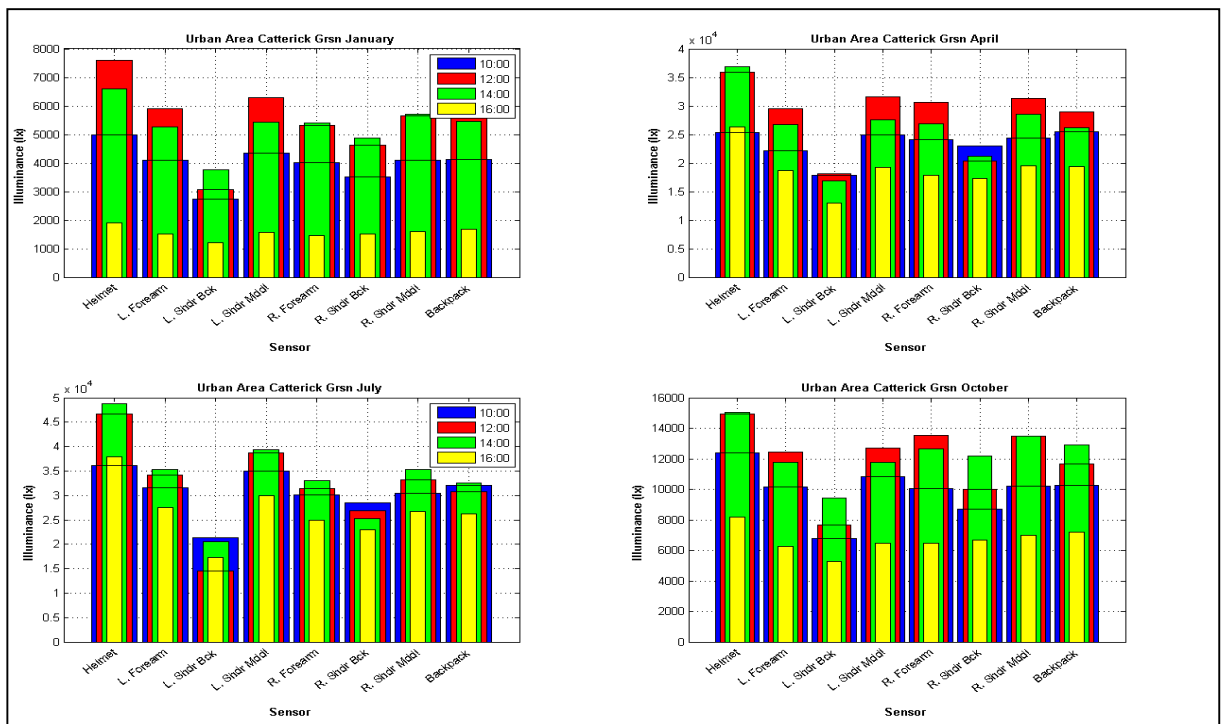 Urban Area Catterick Grsn January
8000
7000
6000
5000
4000
3000
2000
1000
0
Illuminance (lx)
10:00
12:00
14:00
16:00
Helmet
L. Forearm
L. Shdr Bck
L. Shdr Mddl
R. Forearm
R. Shdr Bck
R. Shdr Mddl
Backpack
Sensor
Urban Area Catterick Grsn April
x 10^4
4
3.5
3
2.5
2
1.5
1
0.5
0
Illuminance (lx)
Helmet
L. Forearm
L. Shdr Bck
L. Shdr Mddl
R. Forearm
R. Shdr Bck
R. Shdr Mddl
Backpack
Sensor
Urban Area Catterick Grsn July
x 10^4
5
4.5
4
3.5
3
2.5
2
1.5
1
0.5
0
Illuminance (lx)
10:00
12:00
14:00
16:00
Helmet
L. Forearm
L. Shdr Bck
L. Shdr Mddl
R. Forearm
R. Shdr Bck
R. Shdr Mddl
Backpack
Sensor
Urban Area Catterick Grsn October
16000
14000
12000
10000
8000
6000
4000
2000
0
Illuminance (lx)
Helmet
L. Forearm
L. Shdr Bck
L. Shdr Mddl
R. Forearm
R. Shdr Bck
R. Shdr Mddl
Backpack
Sensor